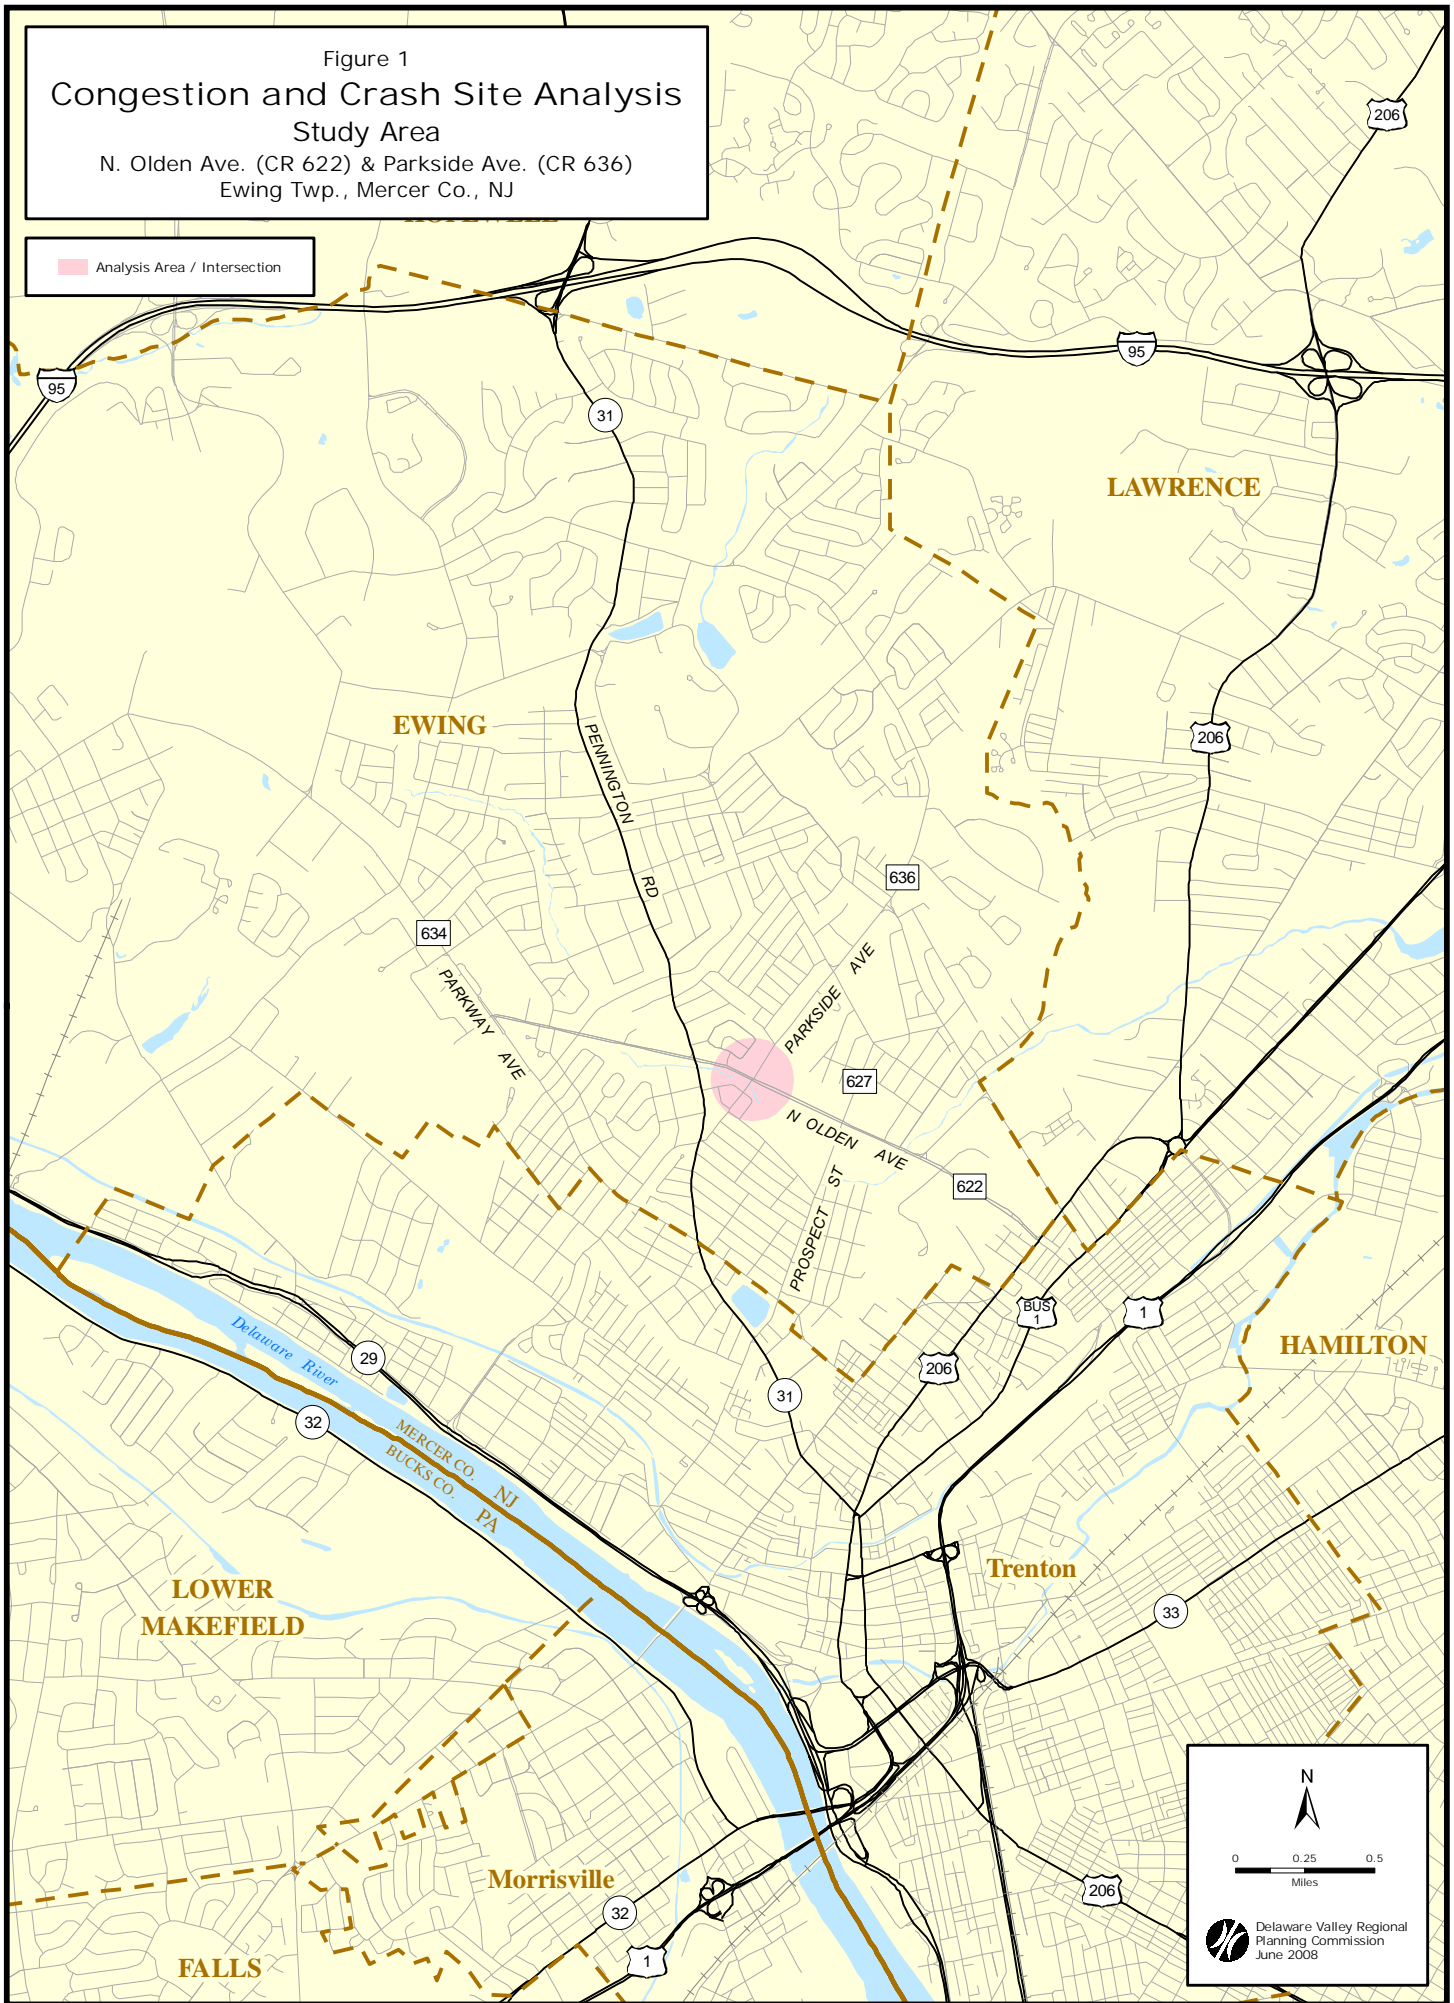 Figure 1
Congestion and Crash Site Analysis
Study Area
N. Olden Ave. (CR 622) & Parkside Ave. (CR 636)
Ewing Twp., Mercer Co., NJ
Analysis Area / Intersection
206
95
95
31
LAWRENCE
EWING
206
PENNINGTON RD
636
634
PARKWAY AVE
PARKSIDE AVE
627
N OLDEN AVE
622
PROSPECT ST
BUS
1
1
HAMILTON
Delaware River
29
206
31
32
MERCER CO.
BUCKS CO.
NJ
PA
Trenton
LOWER
MAKEFIELD
33
Morrisville
32
1
206
FALLS
N
0 0.25 0.5
Miles
Delaware Valley Regional
Planning Commission
June 2008